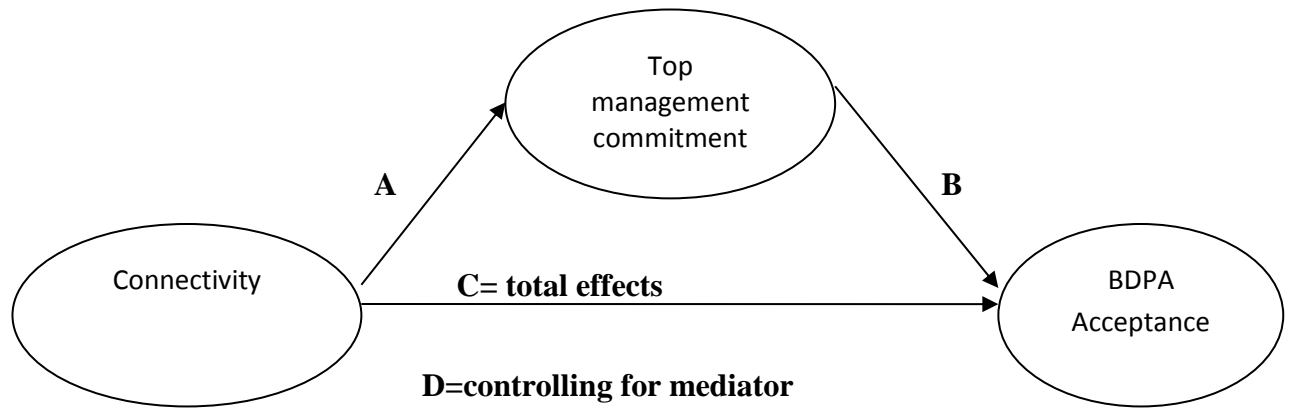 Top
management
commitment
A
B
Connectivity
C= total effects
BDPA
Acceptance
D=controlling for mediator